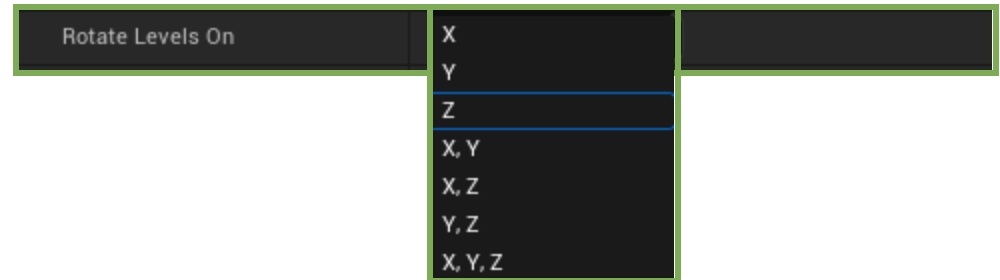 Rotate Levels On
X
Y
Z
X, Y
X, Z
Y, Z
X, Y, Z